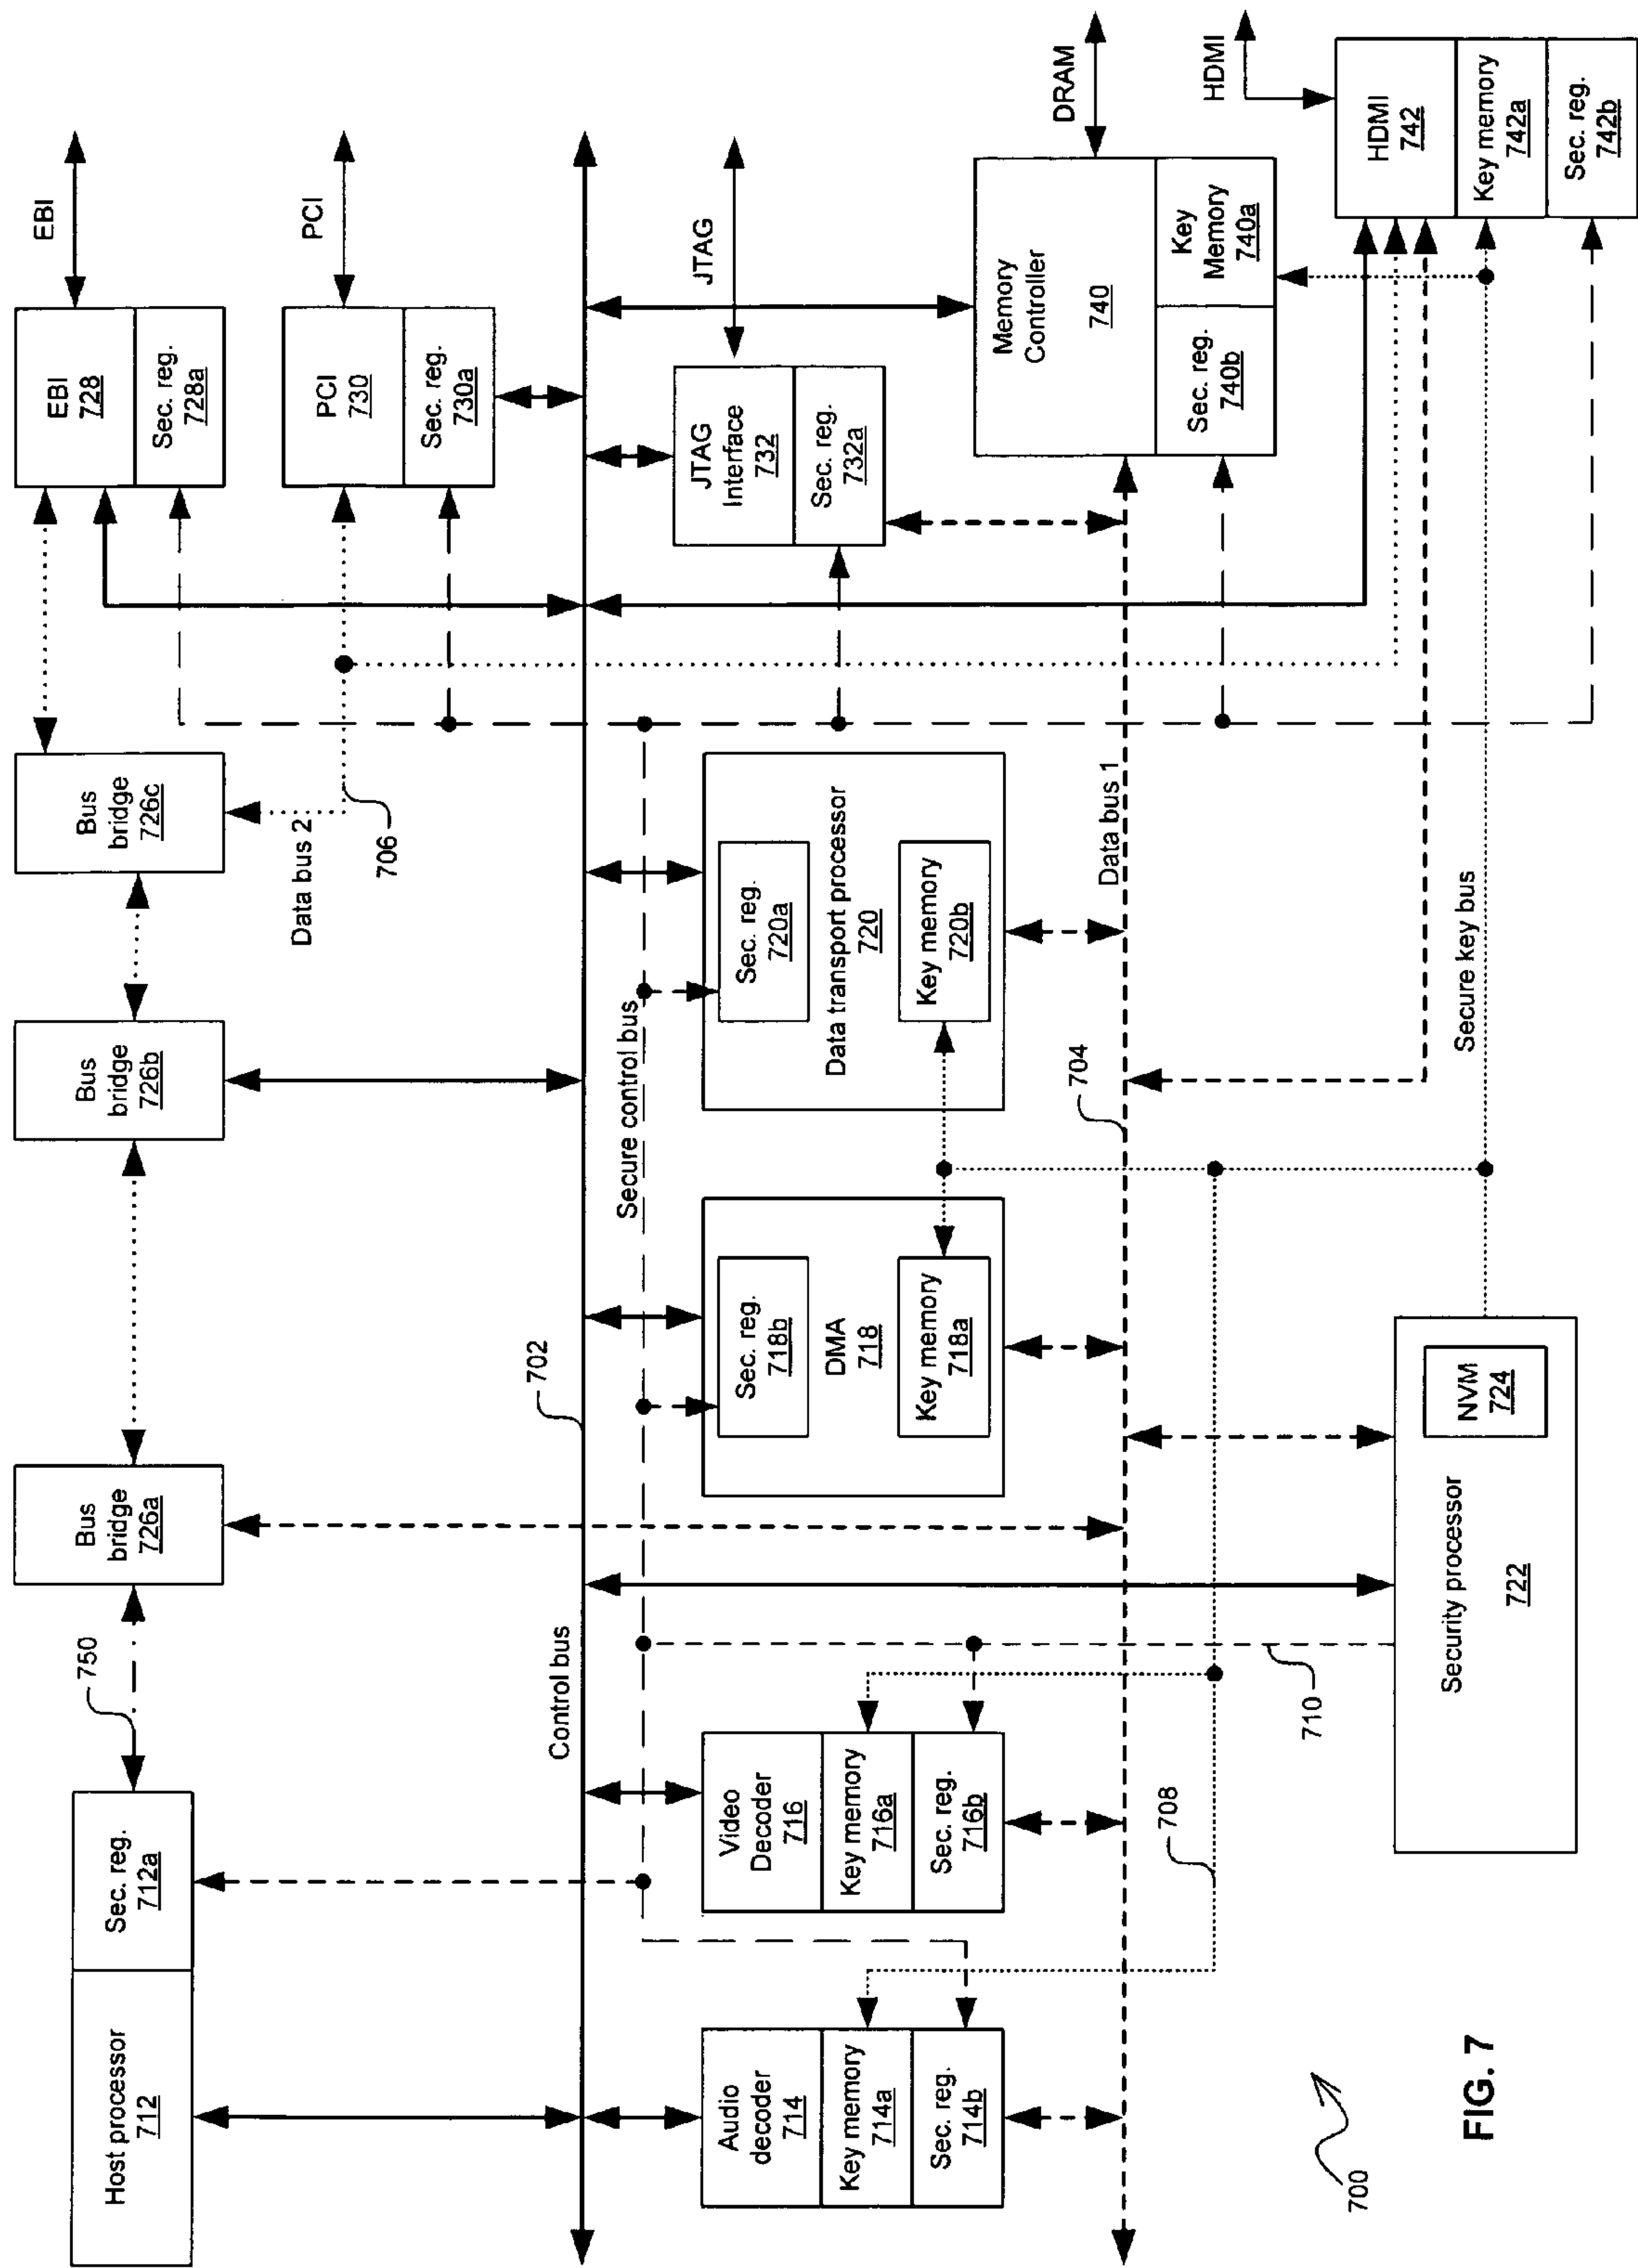 Host processor
712
Sec. reg.
712a
750
Bus
bridge
726a
Bus
bridge
726b
Bus
bridge
726c
EBI
728
Sec. reg.
728a
EBI
Data bus 2
706
PCI
730
Sec. reg.
730a
PCI
Control bus
702
Secure control bus
Audio
decoder
714
Key memory
714a
Sec. reg.
714b
Video
Decoder
716
Key memory
716a
Sec. reg.
716b
Sec. reg.
718b
DMA
718
Key memory
718a
Sec. reg.
720a
Data transport processor
720
Key memory
720b
JTAG
Interface
732
Sec. reg.
732a
JTAG
Memory
Controller
740
Sec. reg.
740b
Key
Memory
740a
DRAM
Data bus 1
704
708
710
Security processor
722
NVM
724
Secure key bus
HDMI
HDMI
742
Key memory
742a
Sec. reg.
742b
700
FIG. 7